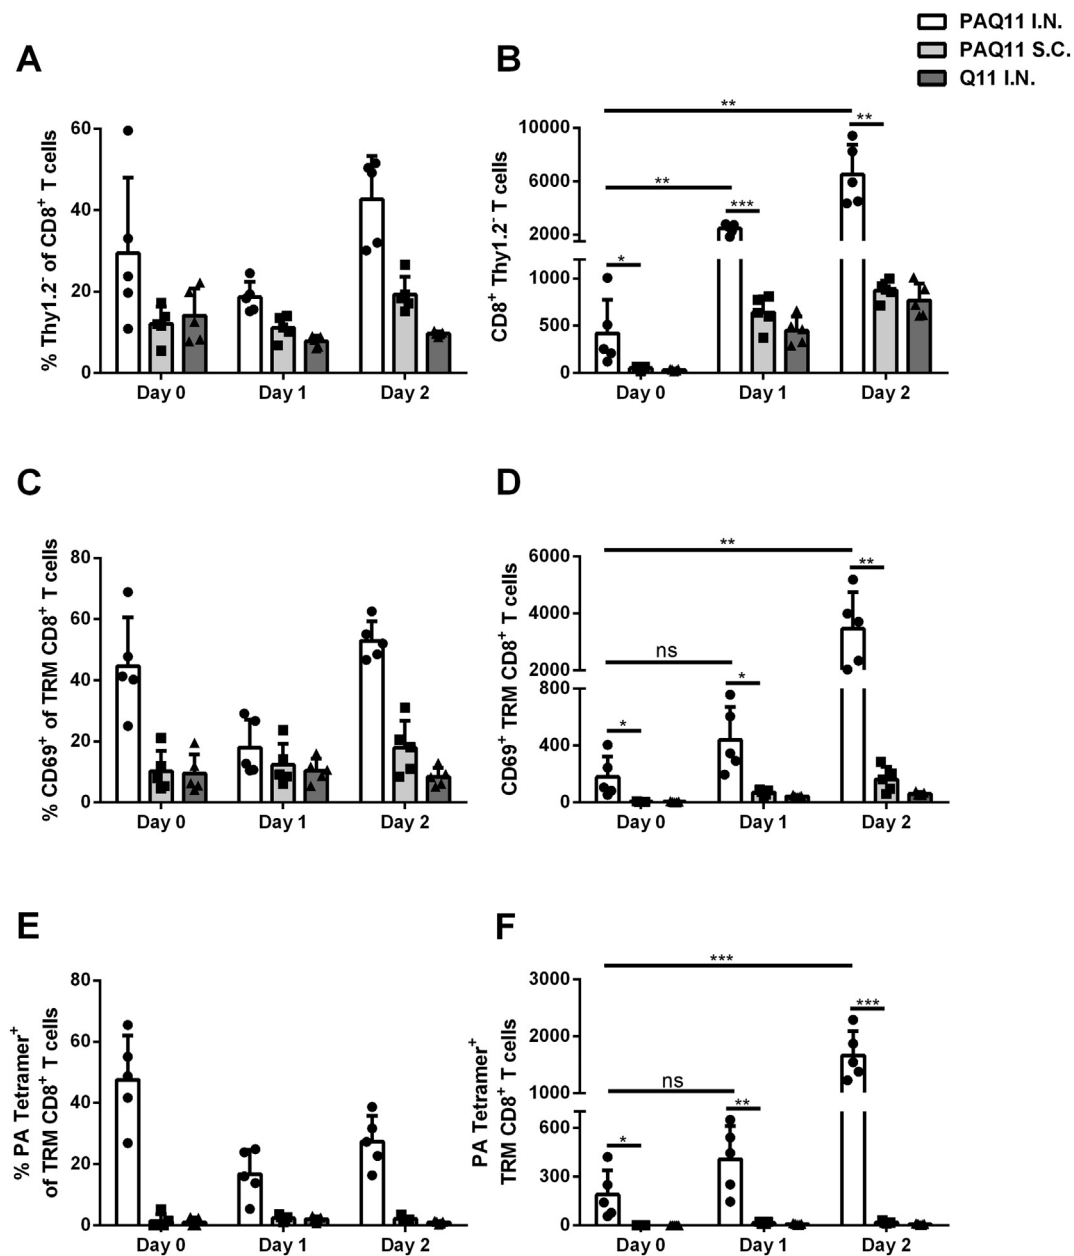 PAQ11 I.N.
PAQ11 S.C.
Q11 I.N.
A
% Thy1.2⁻ of CD8⁺ T cells
60
40
20
0
Day 0 Day 1 Day 2
B
CD8⁺ Thy1.2⁻ T cells
10000
6000
2000
1000
500
0
**
**
**
***
*
Day 0 Day 1 Day 2
C
% CD69⁺ of TRM CD8⁺ T cells
80
60
40
20
0
Day 0 Day 1 Day 2
D
CD69⁺ TRM CD8⁺ T cells
6000
4000
2000
800
400
0
**
**
ns
*
*
Day 0 Day 1 Day 2
E
% PA Tetramer⁺
of TRM CD8⁺ T cells
80
60
40
20
0
Day 0 Day 1 Day 2
F
PA Tetramer⁺
TRM CD8⁺ T cells
3000
2000
1000
600
300
0
***
***
ns
**
*
Day 0 Day 1 Day 2